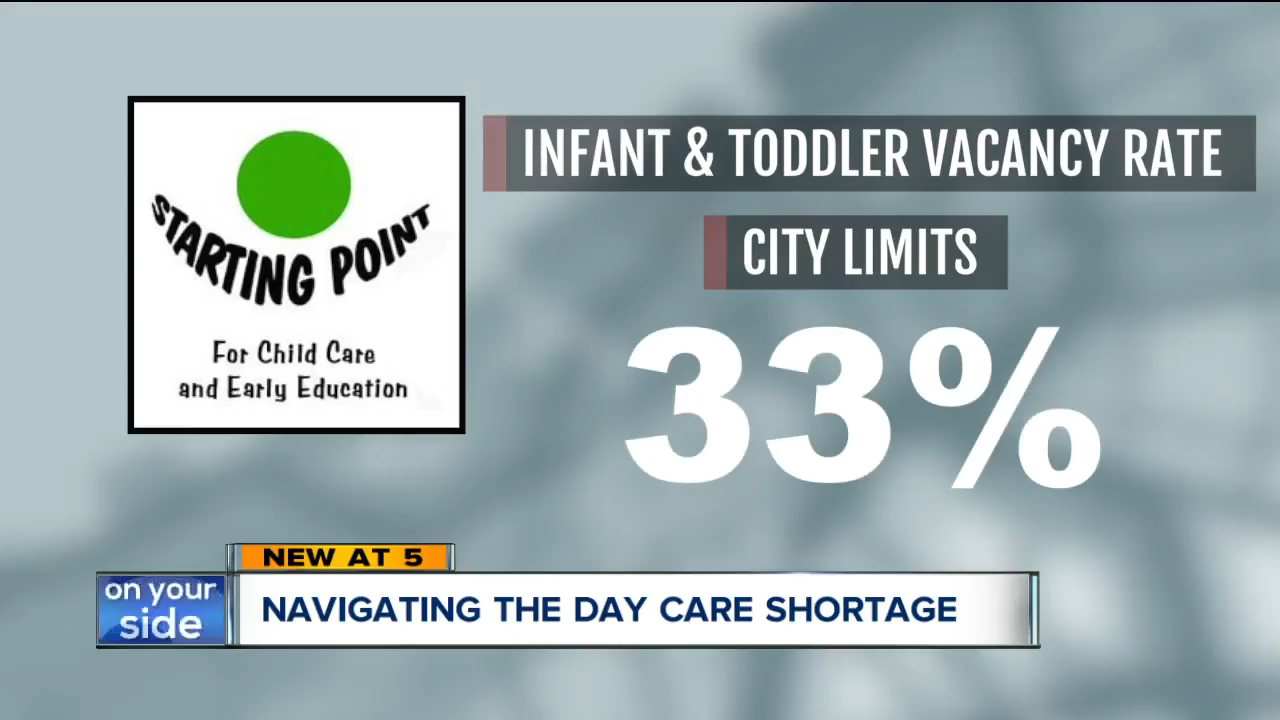 STARTING POINT
For Child Care
and Early Education
INFANT & TODDLER VACANCY RATE
CITY LIMITS
33%
NEW AT 5
on your
side
NAVIGATING THE DAY CARE SHORTAGE